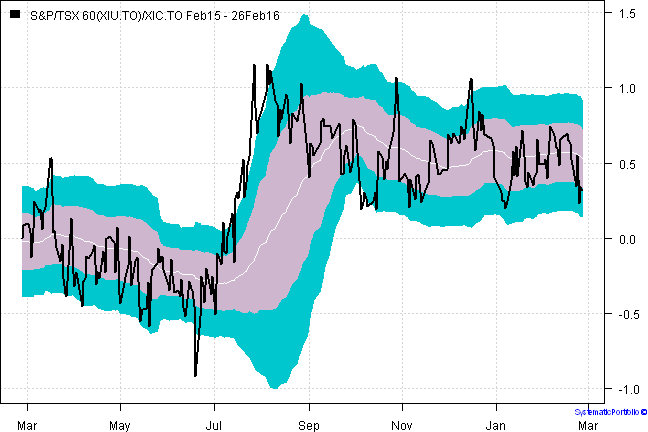 S&P/TSX 60(XIU.TO)/XIC.TO Feb15 - 26Feb16
1.5
1.0
0.5
0.0
-0.5
-1.0
SystematicPortfolio ©
Mar May Jul Sep Nov Jan Mar